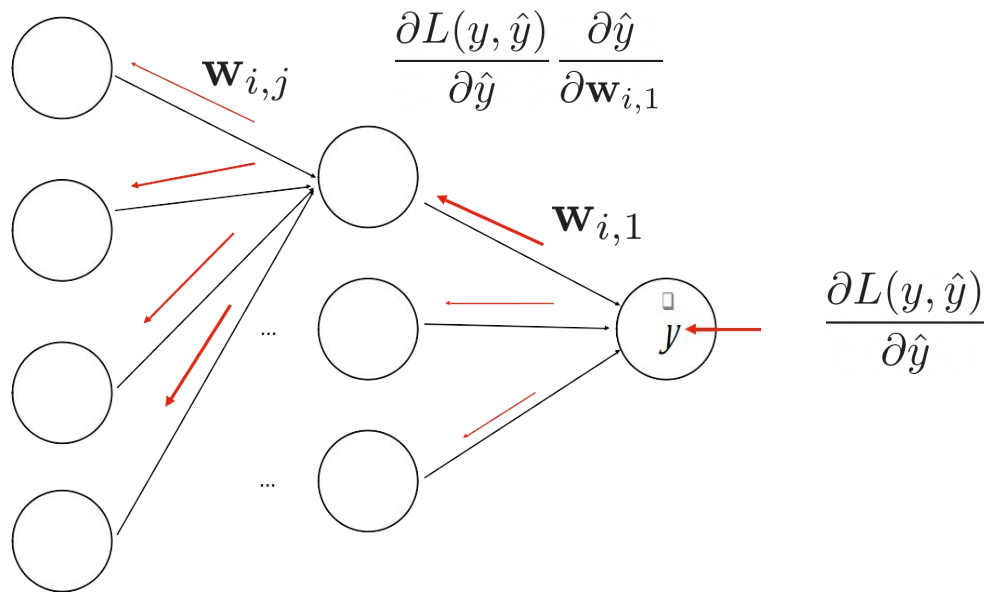 ∂L(y, ŷ) / ∂ŷ ∂ŷ / ∂w_{i,1}
w_{i,j}
w_{i,1}
∂L(y, ŷ) / ∂ŷ
▯
y
...
...